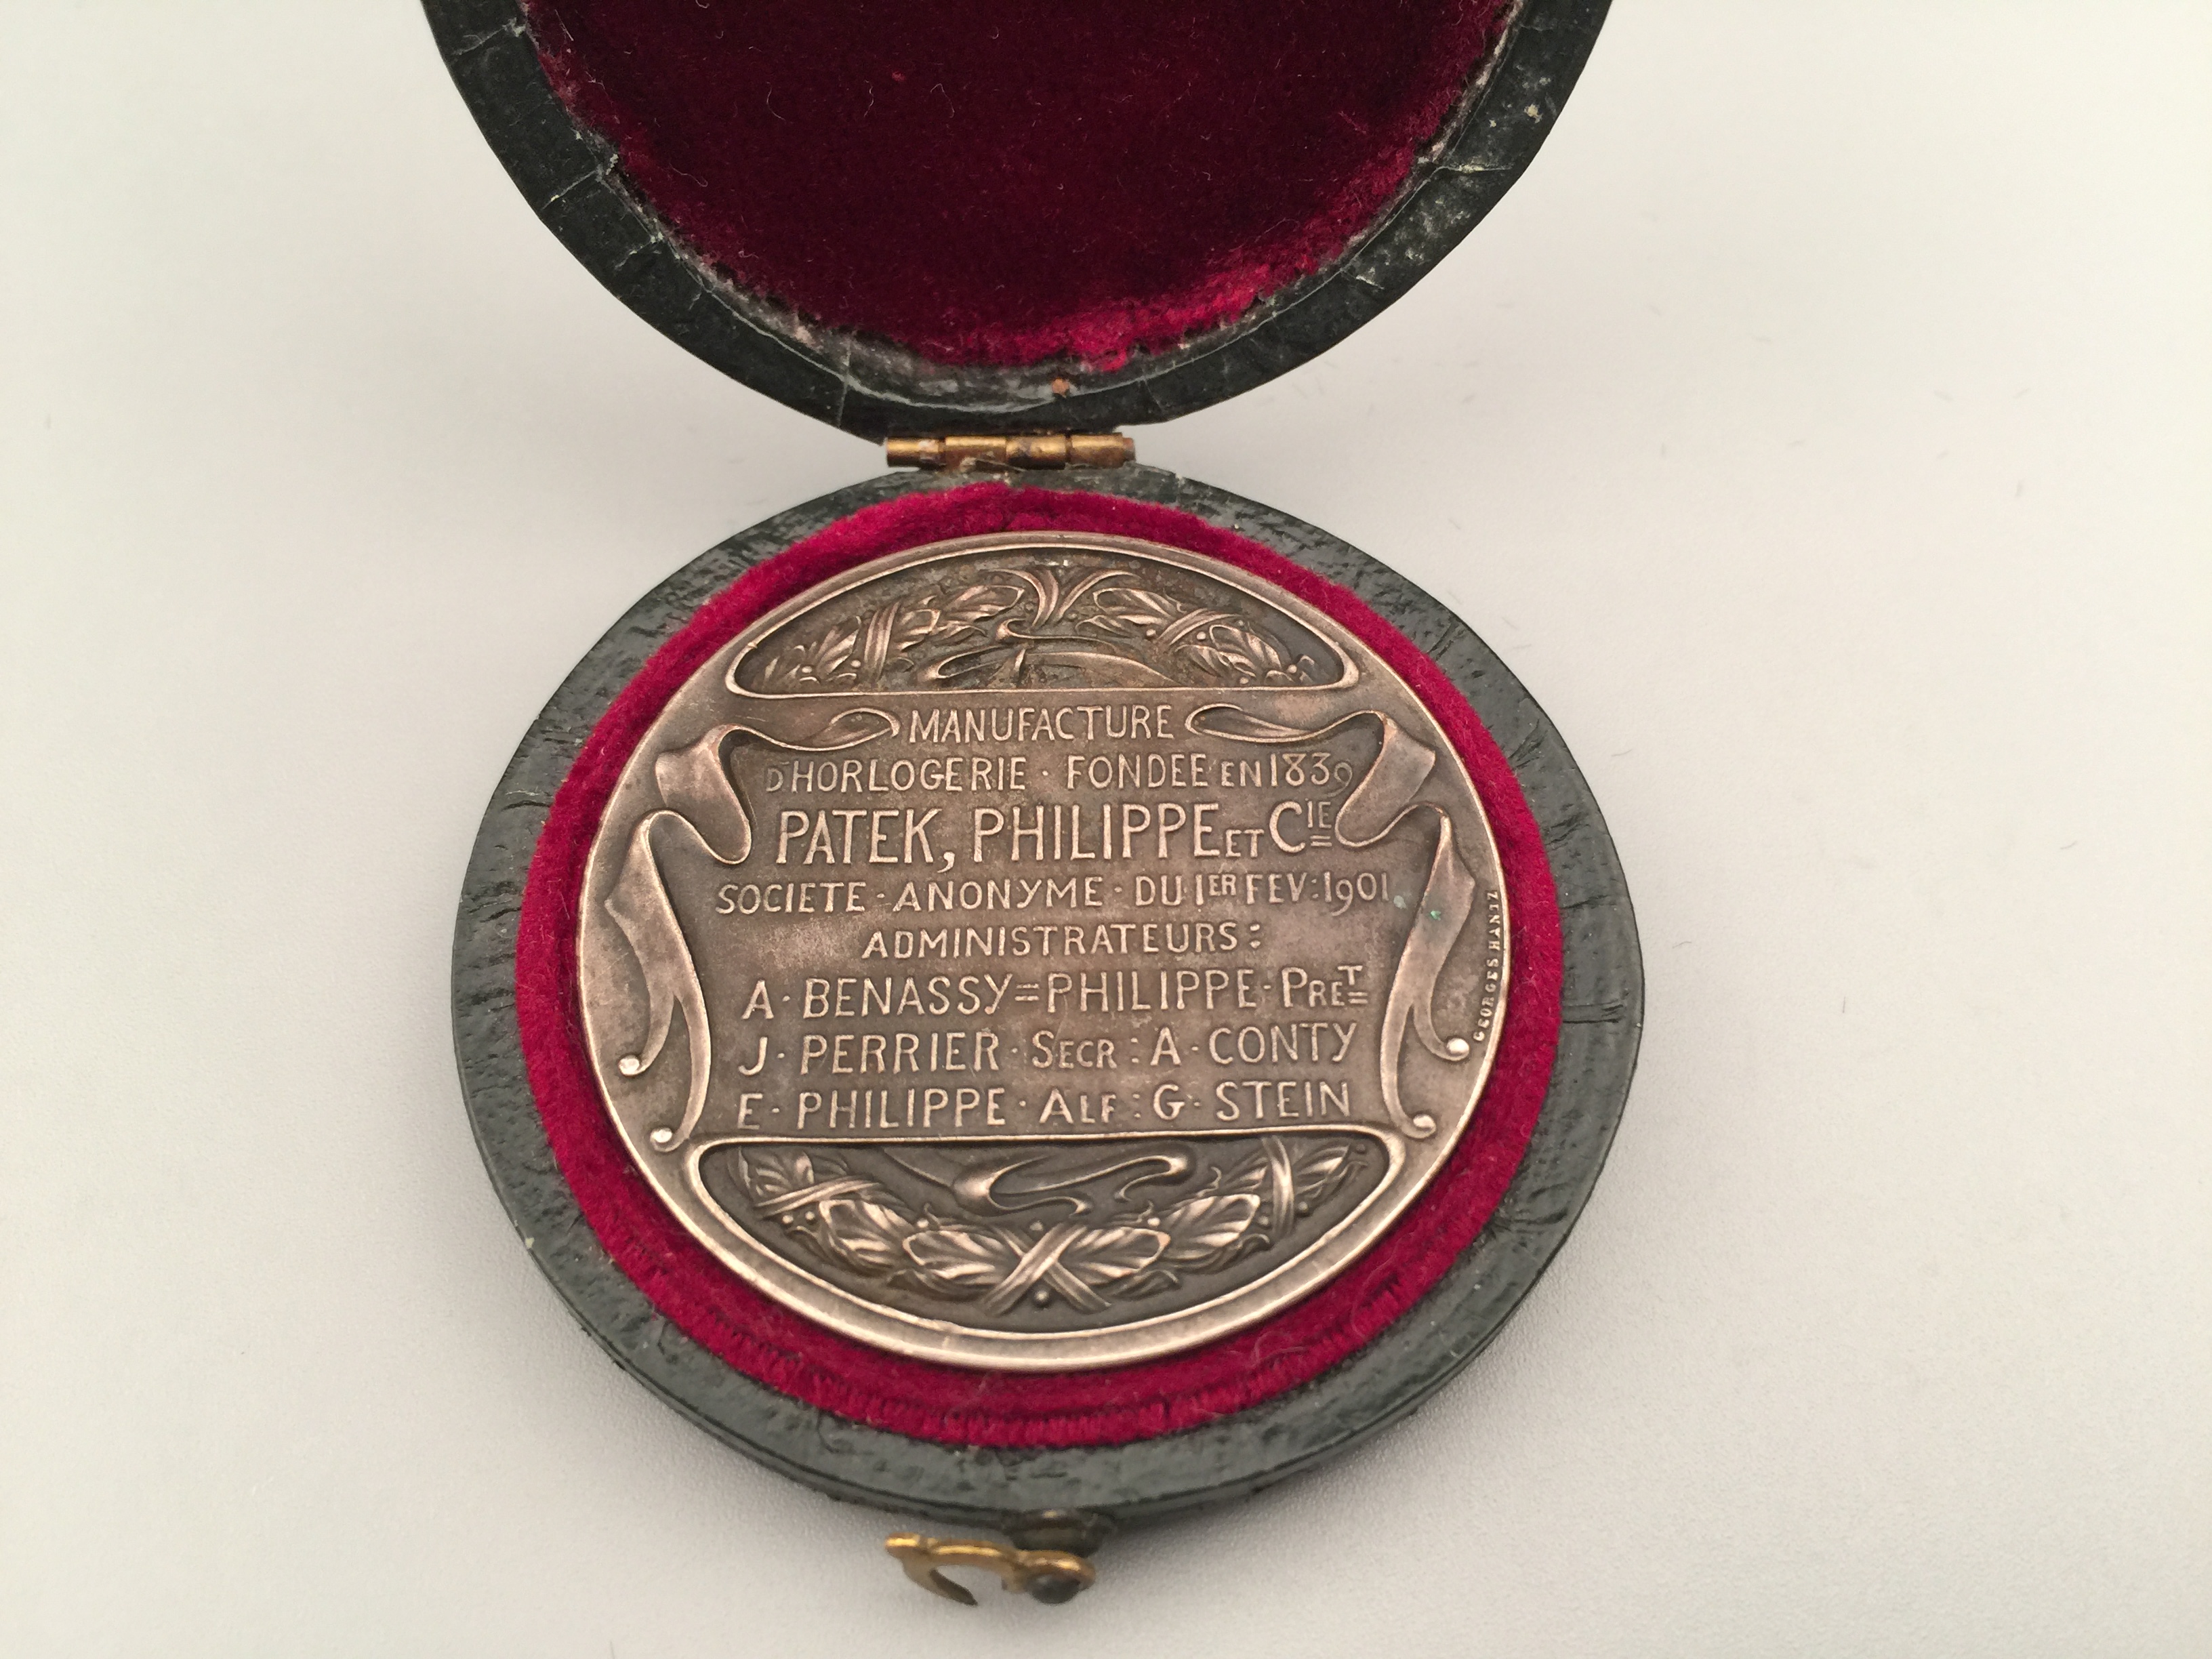 MANUFACTURE
D'HORLOGERIE · FONDEE EN 1839
PATEK, PHILIPPE ET CIE
SOCIETE · ANONYME · DU 1ER FEV: 1901
ADMINISTRATEURS:
A · BENASSY=PHILIPPE · PRET
J · PERRIER · SECR : A · CONTY
E · PHILIPPE · ALF : G · STEIN
GEORGES HANTZ